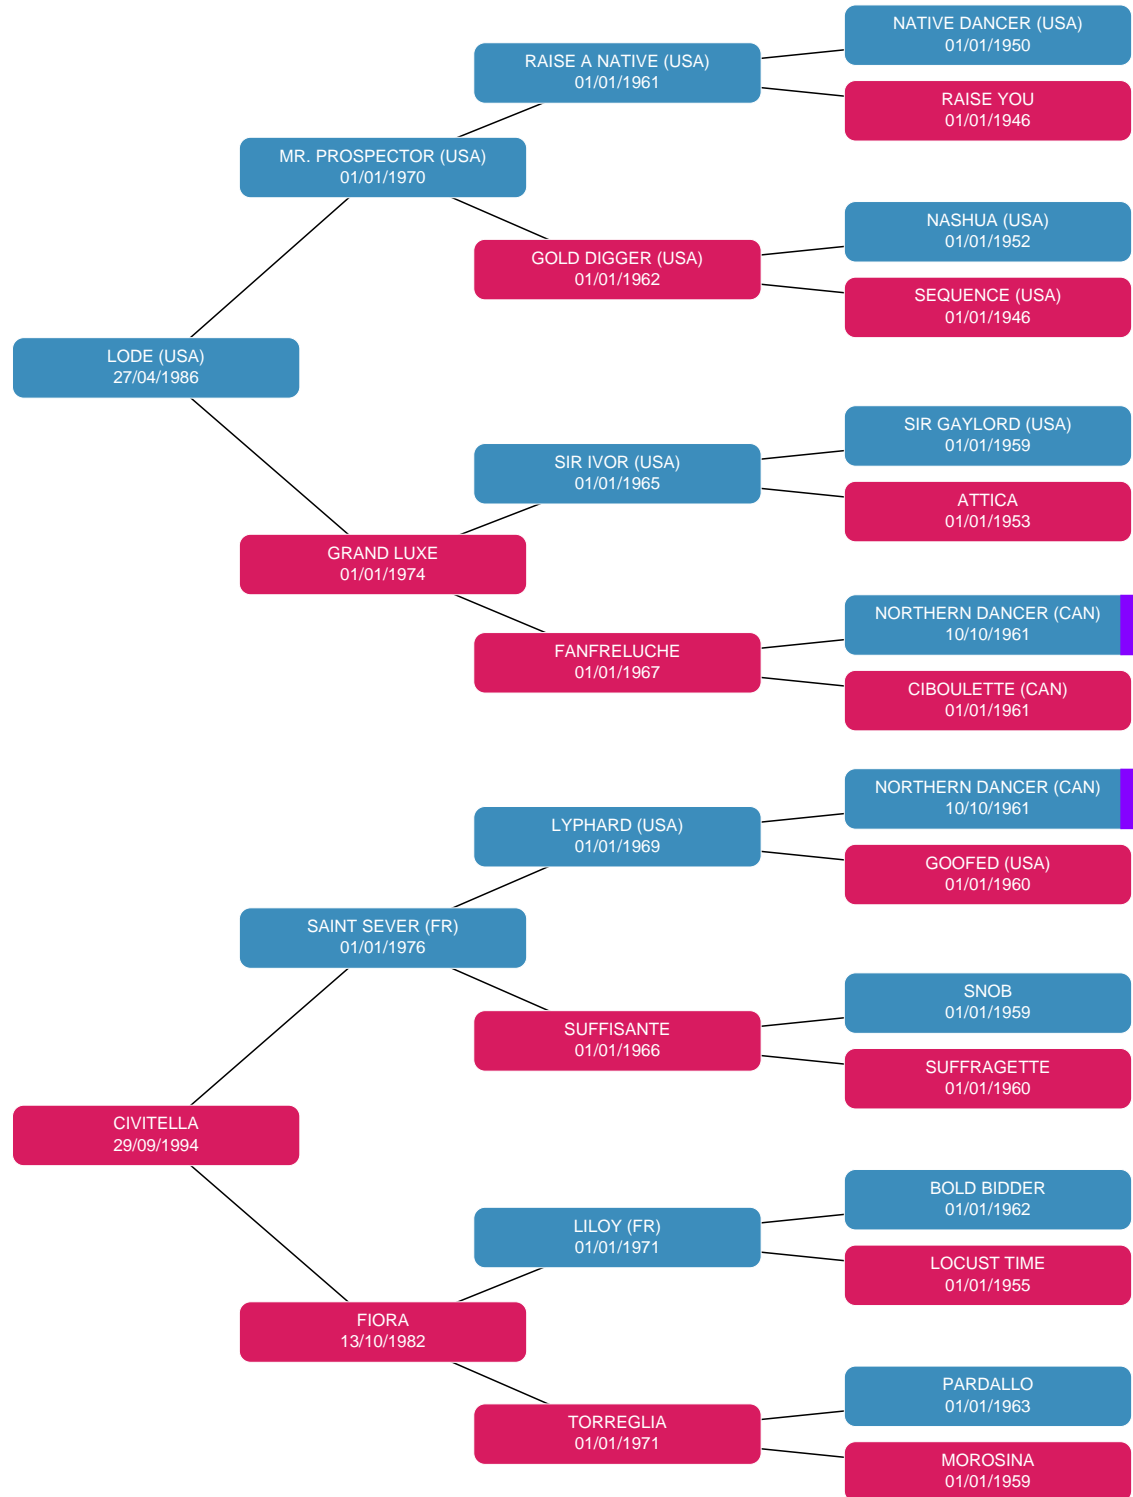 NATIVE DANCER (USA)
01/01/1950
RAISE A NATIVE (USA)
01/01/1961
RAISE YOU
01/01/1946
MR. PROSPECTOR (USA)
01/01/1970
NASHUA (USA)
01/01/1952
GOLD DIGGER (USA)
01/01/1962
SEQUENCE (USA)
01/01/1946
LODE (USA)
27/04/1986
SIR GAYLORD (USA)
01/01/1959
SIR IVOR (USA)
01/01/1965
ATTICA
01/01/1953
GRAND LUXE
01/01/1974
NORTHERN DANCER (CAN)
10/10/1961
FANFRELUCHE
01/01/1967
CIBOULETTE (CAN)
01/01/1961
NORTHERN DANCER (CAN)
10/10/1961
LYPHARD (USA)
01/01/1969
GOOFED (USA)
01/01/1960
SAINT SEVER (FR)
01/01/1976
SNOB
01/01/1959
SUFFISANTE
01/01/1966
SUFFRAGETTE
01/01/1960
CIVITELLA
29/09/1994
BOLD BIDDER
01/01/1962
LILOY (FR)
01/01/1971
LOCUST TIME
01/01/1955
FIORA
13/10/1982
PARDALLO
01/01/1963
TORREGLIA
01/01/1971
MOROSINA
01/01/1959